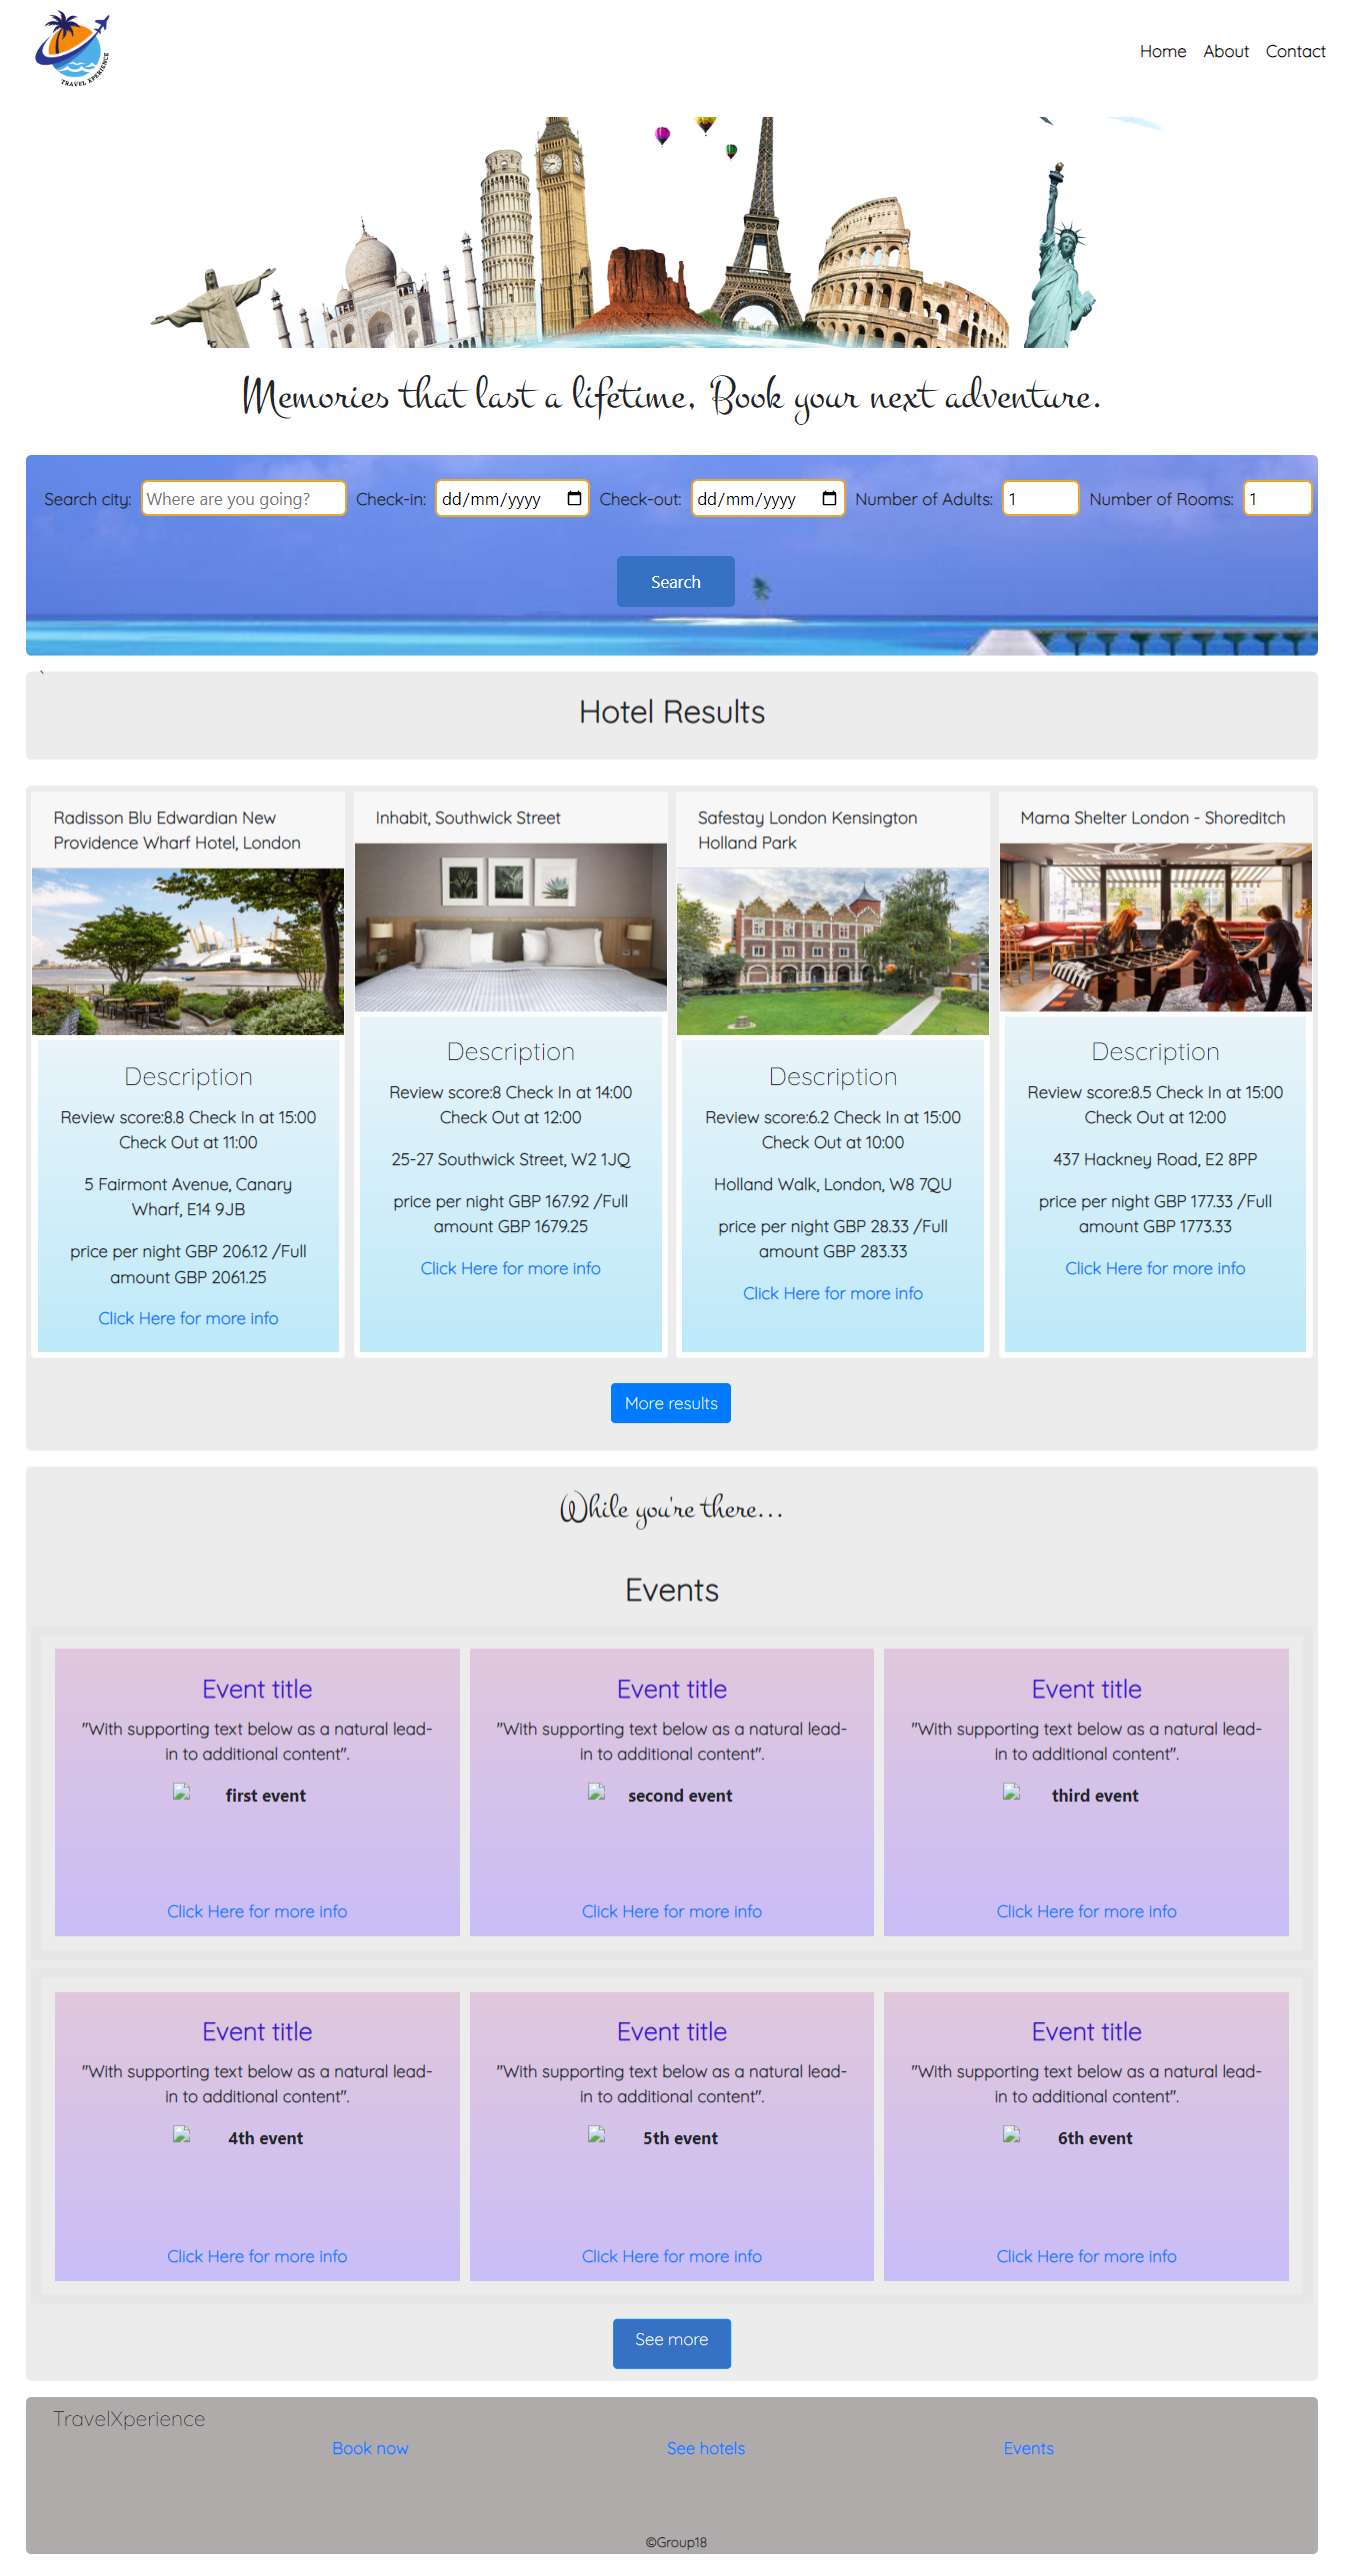 TRAVEL XPERIENCE
Home About Contact
Memories that last a lifetime, Book your next adventure.
Search city: Where are you going? Check-in: dd/mm/yyyy Check-out: dd/mm/yyyy Number of Adults: 1 Number of Rooms: 1
Search
`
Hotel Results
Radisson Blu Edwardian New
Providence Wharf Hotel, London
Description
Review score:8.8 Check In at 15:00
Check Out at 11:00
5 Fairmont Avenue, Canary
Wharf, E14 9JB
price per night GBP 206.12 /Full
amount GBP 2061.25
Click Here for more info
Inhabit, Southwick Street
Description
Review score:8 Check In at 14:00
Check Out at 12:00
25-27 Southwick Street, W2 1JQ
price per night GBP 167.92 /Full
amount GBP 1679.25
Click Here for more info
Safestay London Kensington
Holland Park
Description
Review score:6.2 Check In at 15:00
Check Out at 10:00
Holland Walk, London, W8 7QU
price per night GBP 28.33 /Full
amount GBP 283.33
Click Here for more info
Mama Shelter London - Shoreditch
Description
Review score:8.5 Check In at 15:00
Check Out at 12:00
437 Hackney Road, E2 8PP
price per night GBP 177.33 /Full
amount GBP 1773.33
Click Here for more info
More results
While you're there...
Events
Event title
"With supporting text below as a natural lead-
in to additional content".
first event
Click Here for more info
Event title
"With supporting text below as a natural lead-
in to additional content".
second event
Click Here for more info
Event title
"With supporting text below as a natural lead-
in to additional content".
third event
Click Here for more info
Event title
"With supporting text below as a natural lead-
in to additional content".
4th event
Click Here for more info
Event title
"With supporting text below as a natural lead-
in to additional content".
5th event
Click Here for more info
Event title
"With supporting text below as a natural lead-
in to additional content".
6th event
Click Here for more info
See more
TravelXperience
Book now See hotels Events
©Group18